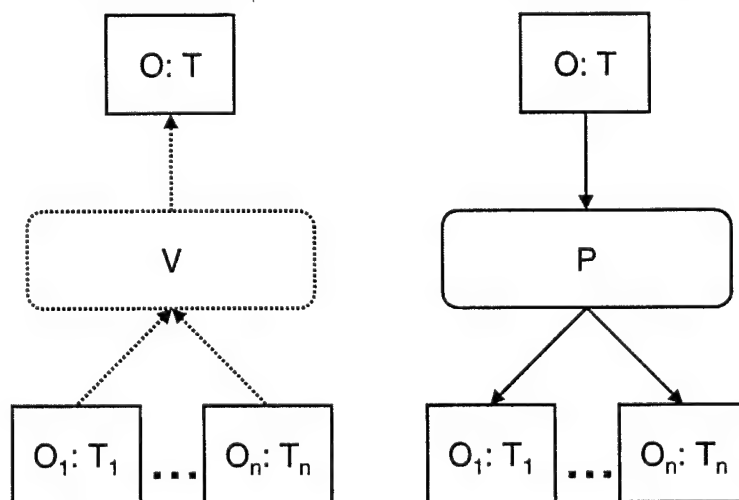 O: T O: T
V P
O₁: T₁ ... Oₙ: Tₙ O₁: T₁ ... Oₙ: Tₙ